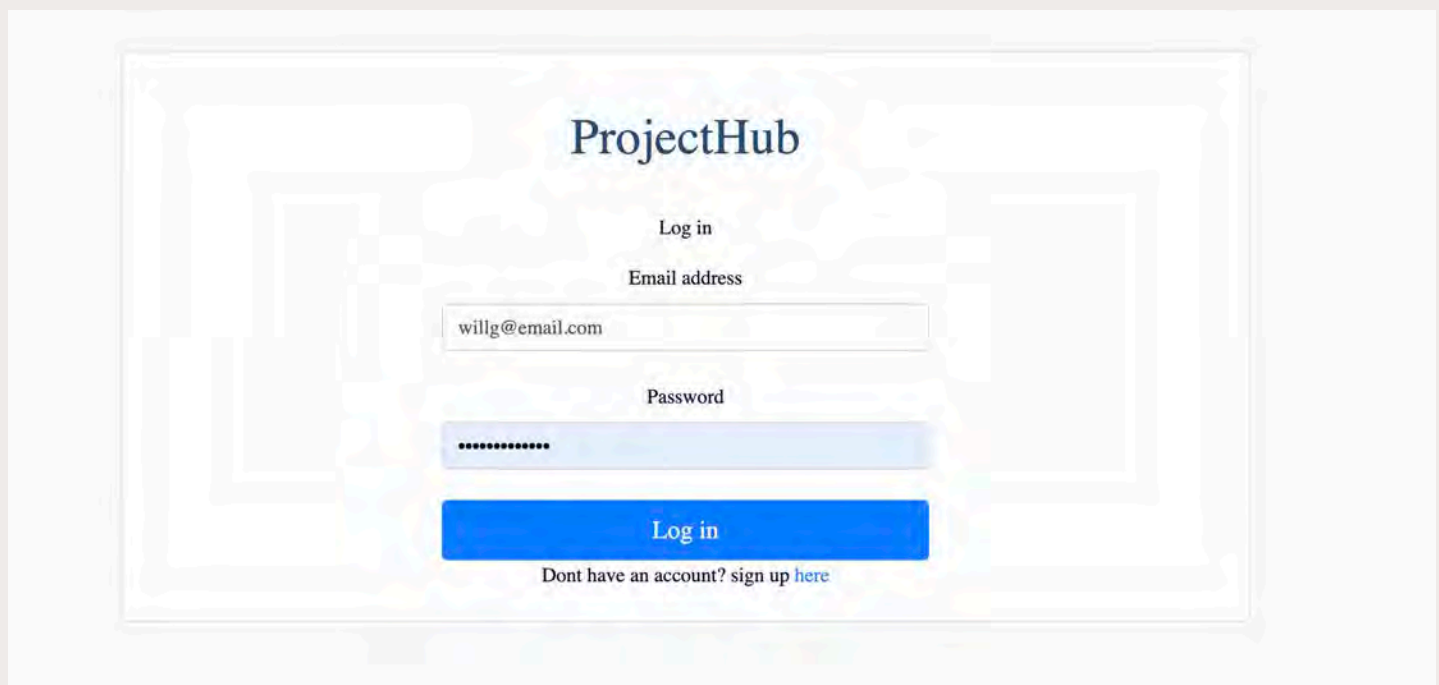 ProjectHub
Log in
Email address
willg@email.com
Password
•••••••••••••
Log in
Dont have an account? sign up here